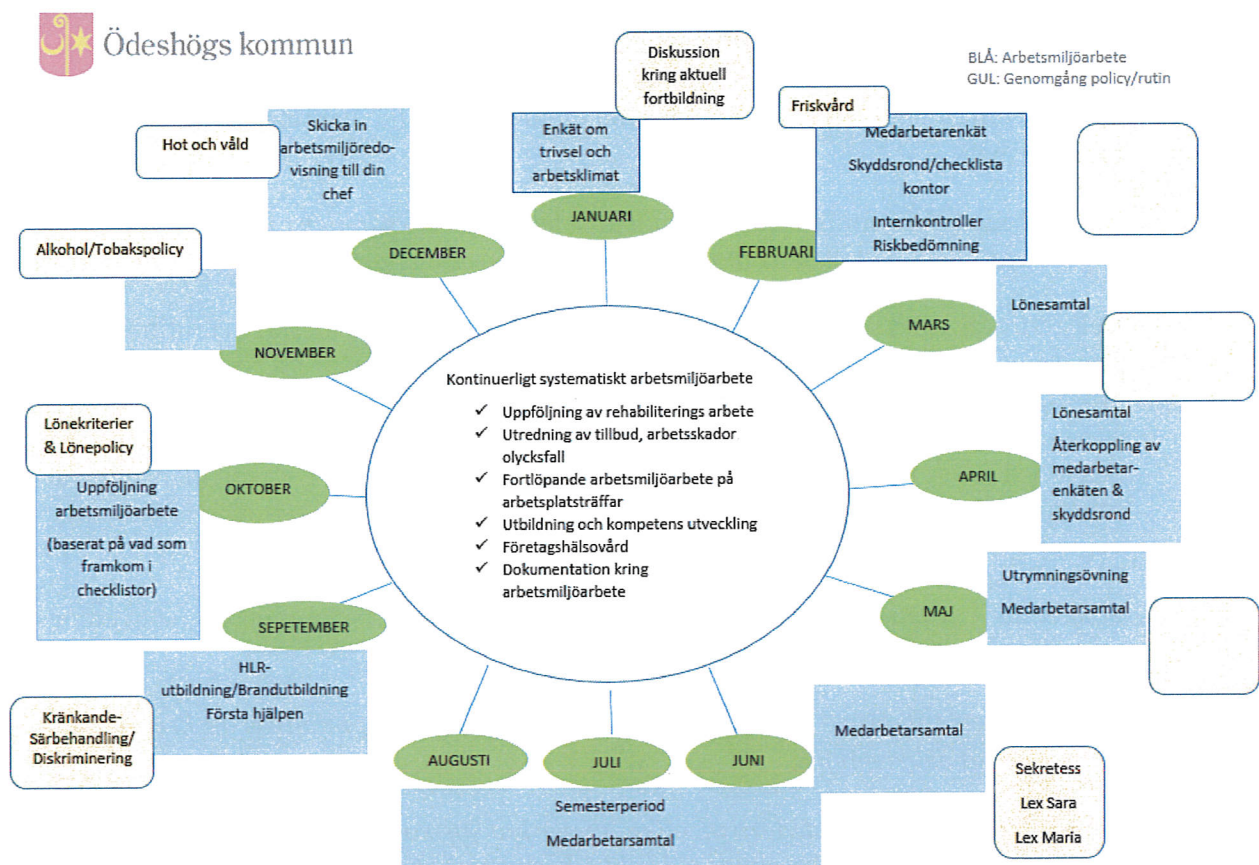 Ödeshögs kommun
BLÅ: Arbetsmiljöarbete
GUL: Genomgång policy/rutin
Diskussion
kring aktuell
fortbildning
Enkät om
trivsel och
arbetsklimat
JANUARI
Friskvård
Medarbetarenkät
Skyddsrond/checklista
kontor
Internkontroller
Riskbedömning
FEBRUARI
Lönesamtal
MARS
Lönesamtal
Återkoppling av
medarbetar-
enkäten &
skyddsrond
APRIL
Utrymningsövning
Medarbetarsamtal
MAJ
Medarbetarsamtal
JUNI
Sekretess
Lex Sara
Lex Maria
JULI
AUGUSTI
Semesterperiod
Medarbetarsamtal
SEPETEMBER
HLR-
utbildning/Brandutbildning
Första hjälpen
Kränkande-
Särbehandling/
Diskriminering
OKTOBER
Lönekriterier
& Lönepolicy
Uppföljning
arbetsmiljöarbete
(baserat på vad som
framkom i
checklistor)
NOVEMBER
Alkohol/Tobakspolicy
DECEMBER
Hot och våld
Skicka in
arbetsmiljöredo-
visning till din
chef
Kontinuerligt systematiskt arbetsmiljöarbete
✓ Uppföljning av rehabiliterings arbete
✓ Utredning av tillbud, arbetsskador
olycksfall
✓ Fortlöpande arbetsmiljöarbete på
arbetsplatsträffar
✓ Utbildning och kompetens utveckling
✓ Företagshälsovård
✓ Dokumentation kring
arbetsmiljöarbete